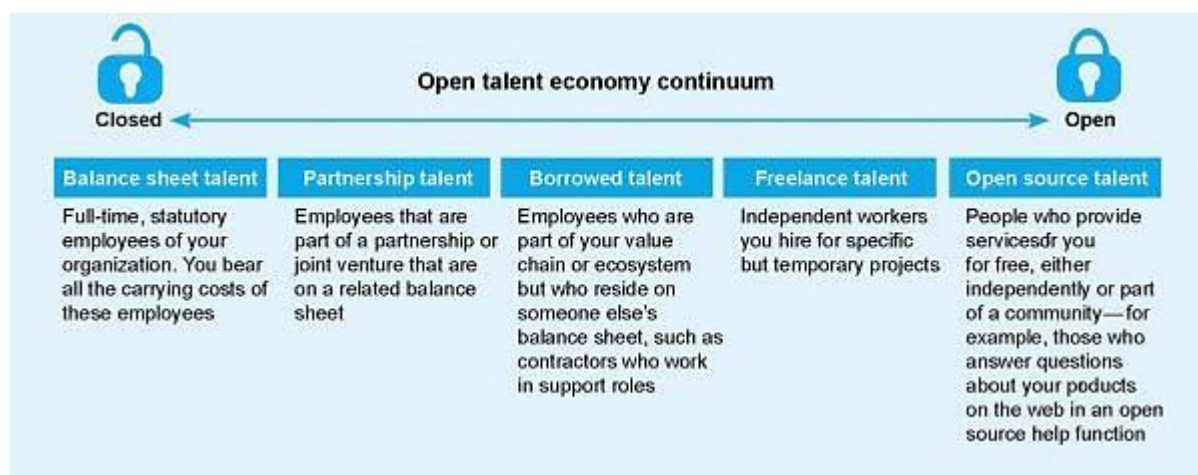 Open talent economy continuum
Closed
Open
Balance sheet talent
Full-time, statutory
employees of your
organization. You bear
all the carrying costs of
these employees
Partnership talent
Employees that are
part of a partnership or
joint venture that are
on a related balance
sheet
Borrowed talent
Employees who are
part of your value
chain or ecosystem
but who reside on
someone else's
balance sheet, such as
contractors who work
in support roles
Freelance talent
Independent workers
you hire for specific
but temporary projects
Open source talent
People who provide
servicesdr you
for free, either
independently or part
of a community—for
example, those who
answer questions
about your poducts
on the web in an open
source help function